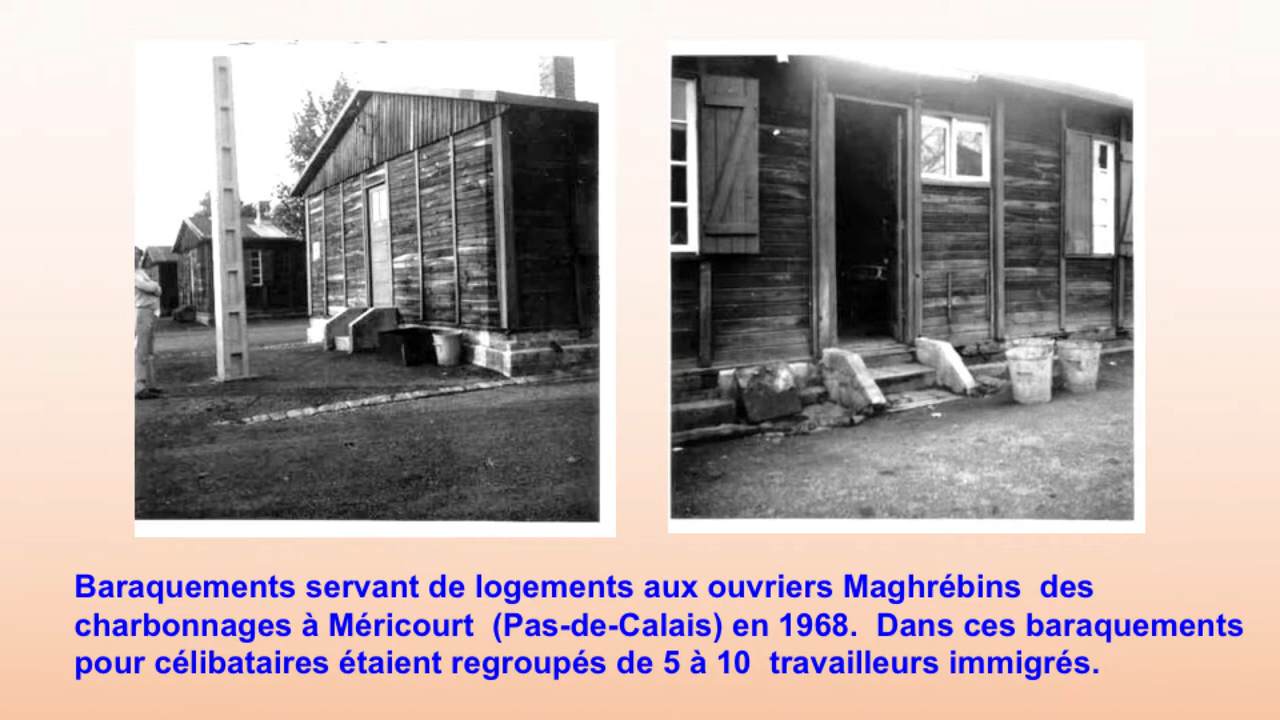 Baraquements servant de logements aux ouvriers Maghrébins des
charbonnages à Méricourt (Pas-de-Calais) en 1968. Dans ces baraquements
pour célibataires étaient regroupés de 5 à 10 travailleurs immigrés.